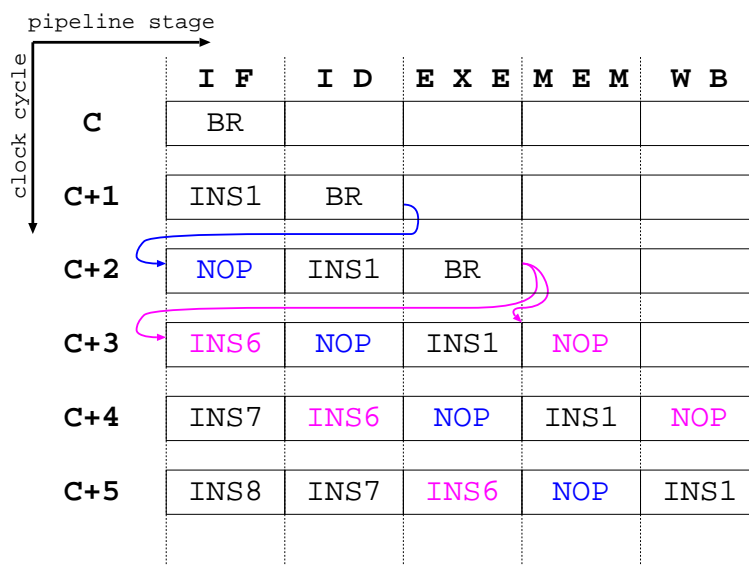 pipeline stage
clock cycle
I F I D E X E M E M W B
C BR
C+1 INS1 BR
C+2 NOP INS1 BR
C+3 INS6 NOP INS1 NOP
C+4 INS7 INS6 NOP INS1 NOP
C+5 INS8 INS7 INS6 NOP INS1